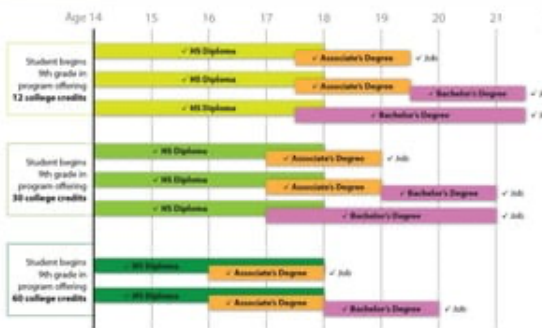 Age 14 15 16 17 18 19 20 21
✓ HS Diploma
✓ Associate's Degree ✓ Job
Student begins
9th grade in
program offering
12 college credits
✓ HS Diploma
✓ Associate's Degree
✓ Bachelor's Degree ✓ J
✓ HS Diploma
✓ Bachelor's Degree ✓ J
✓ HS Diploma
✓ Associate's Degree ✓ Job
Student begins
9th grade in
program offering
30 college credits
✓ HS Diploma
✓ Associate's Degree
✓ Bachelor's Degree ✓ Job
✓ HS Diploma
✓ Bachelor's Degree ✓ Job
Student begins
9th grade in
program offering
60 college credits
✓ HS Diploma
✓ Associate's Degree ✓ Job
✓ HS Diploma
✓ Associate's Degree
✓ Bachelor's Degree ✓ Job